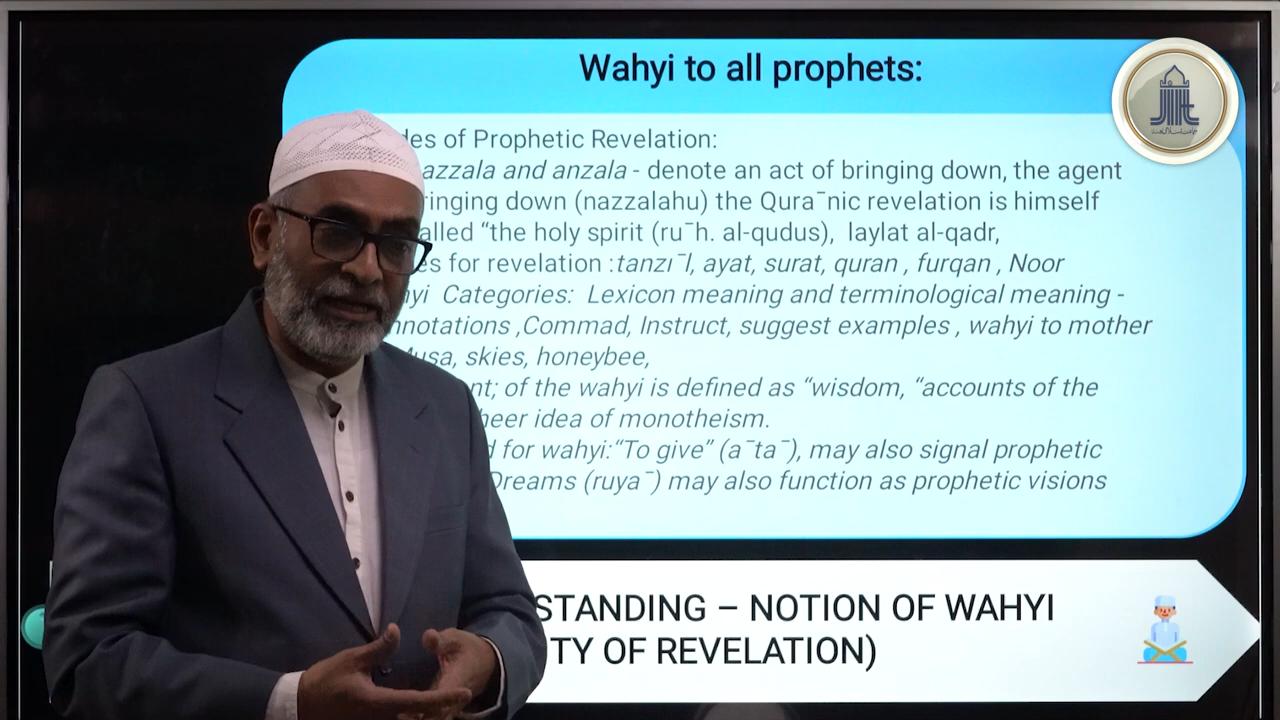 Wahyi to all prophets:
des of Prophetic Revelation:
azzala and anzala - denote an act of bringing down, the agent
ringing down (nazzalahu) the Qura¯nic revelation is himself
alled “the holy spirit (ru¯h. al-qudus), laylat al-qadr,
es for revelation :tanzı¯l, ayat, surat, quran , furqan , Noor
hyi Categories: Lexicon meaning and terminological meaning -
nnotations ,Commad, Instruct, suggest examples , wahyi to mother
Musa, skies, honeybee,
nt; of the wahyi is defined as “wisdom, “accounts of the
heer idea of monotheism.
d for wahyi:“To give” (a¯ta¯), may also signal prophetic
Dreams (ruya¯) may also function as prophetic visions
STANDING – NOTION OF WAHYI
TY OF REVELATION)